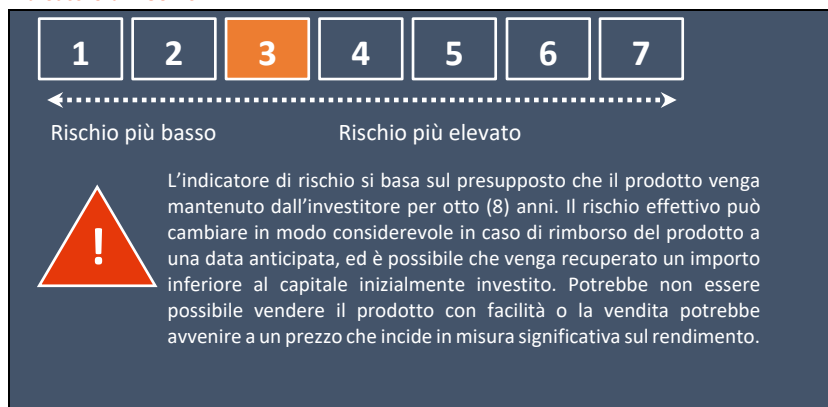 1 2 3 4 5 6 7
Rischio più basso Rischio più elevato
L'indicatore di rischio si basa sul presupposto che il prodotto venga
mantenuto dall'investitore per otto (8) anni. Il rischio effettivo può
cambiare in modo considerevole in caso di rimborso del prodotto a
una data anticipata, ed è possibile che venga recuperato un importo
inferiore al capitale inizialmente investito. Potrebbe non essere
possibile vendere il prodotto con facilità o la vendita potrebbe
avvenire a un prezzo che incide in misura significativa sul rendimento.
!